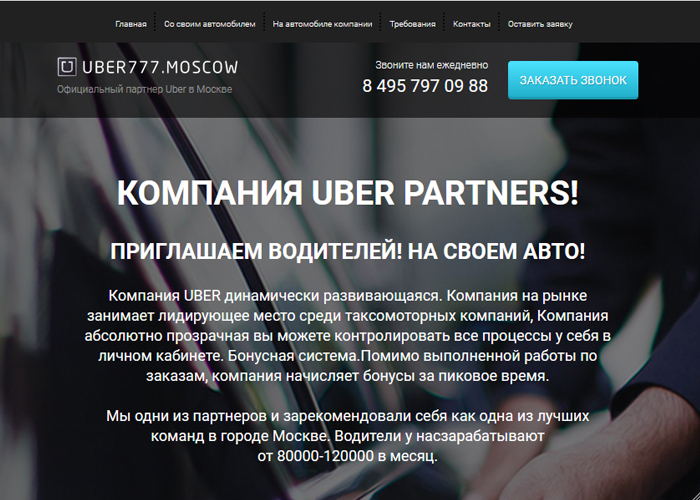 Главная Со своим автомобилем На автомобиле компании Требования Контакты Оставить заявку
UBER777.MOSCOW
Официальный партнер Uber в Москве
Звоните нам ежедневно
8 495 797 09 88
ЗАКАЗАТЬ ЗВОНОК
КОМПАНИЯ UBER PARTNERS!
ПРИГЛАШАЕМ ВОДИТЕЛЕЙ! НА СВОЕМ АВТО!
Компания UBER динамически развивающаяся. Компания на рынке
занимает лидирующее место среди таксомоторных компаний, Компания
абсолютно прозрачная вы можете контролировать все процессы у себя в
личном кабинете. Бонусная система.Помимо выполненной работы по
заказам, компания начисляет бонусы за пиковое время.
Мы одни из партнеров и зарекомендовали себя как одна из лучших
команд в городе Москве. Водители у насзарабатывают
от 80000-120000 в месяц.